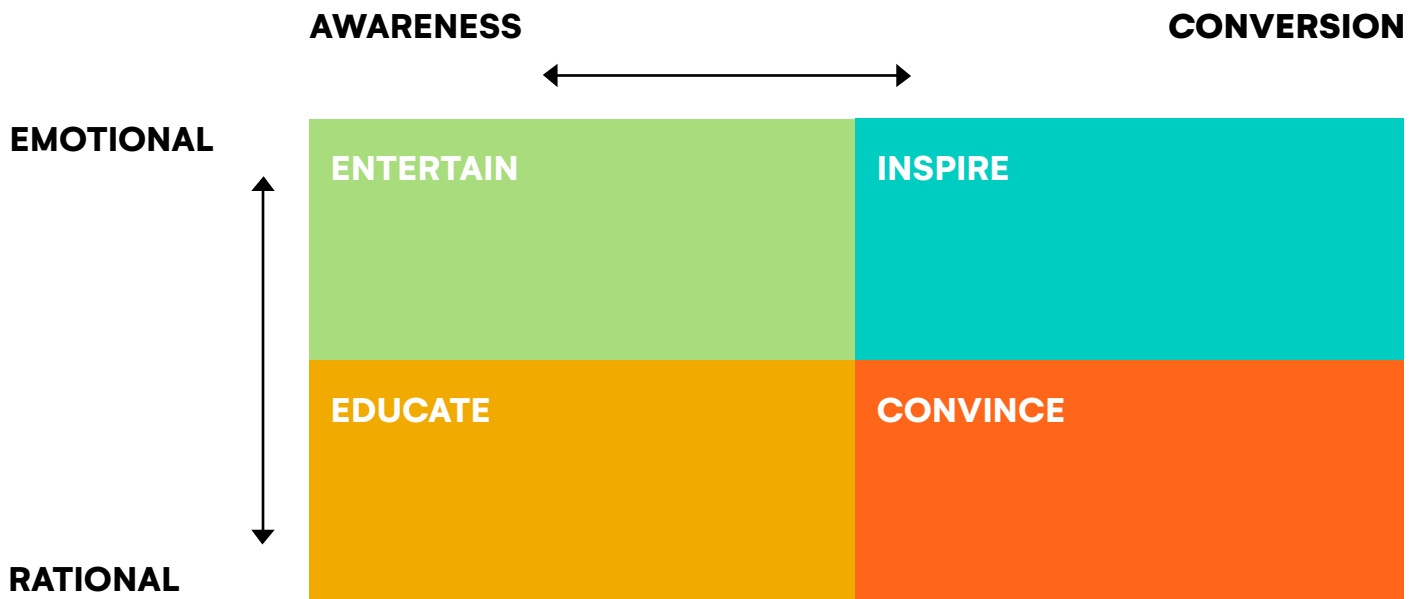 AWARENESS
CONVERSION
EMOTIONAL
ENTERTAIN
INSPIRE
EDUCATE
CONVINCE
RATIONAL